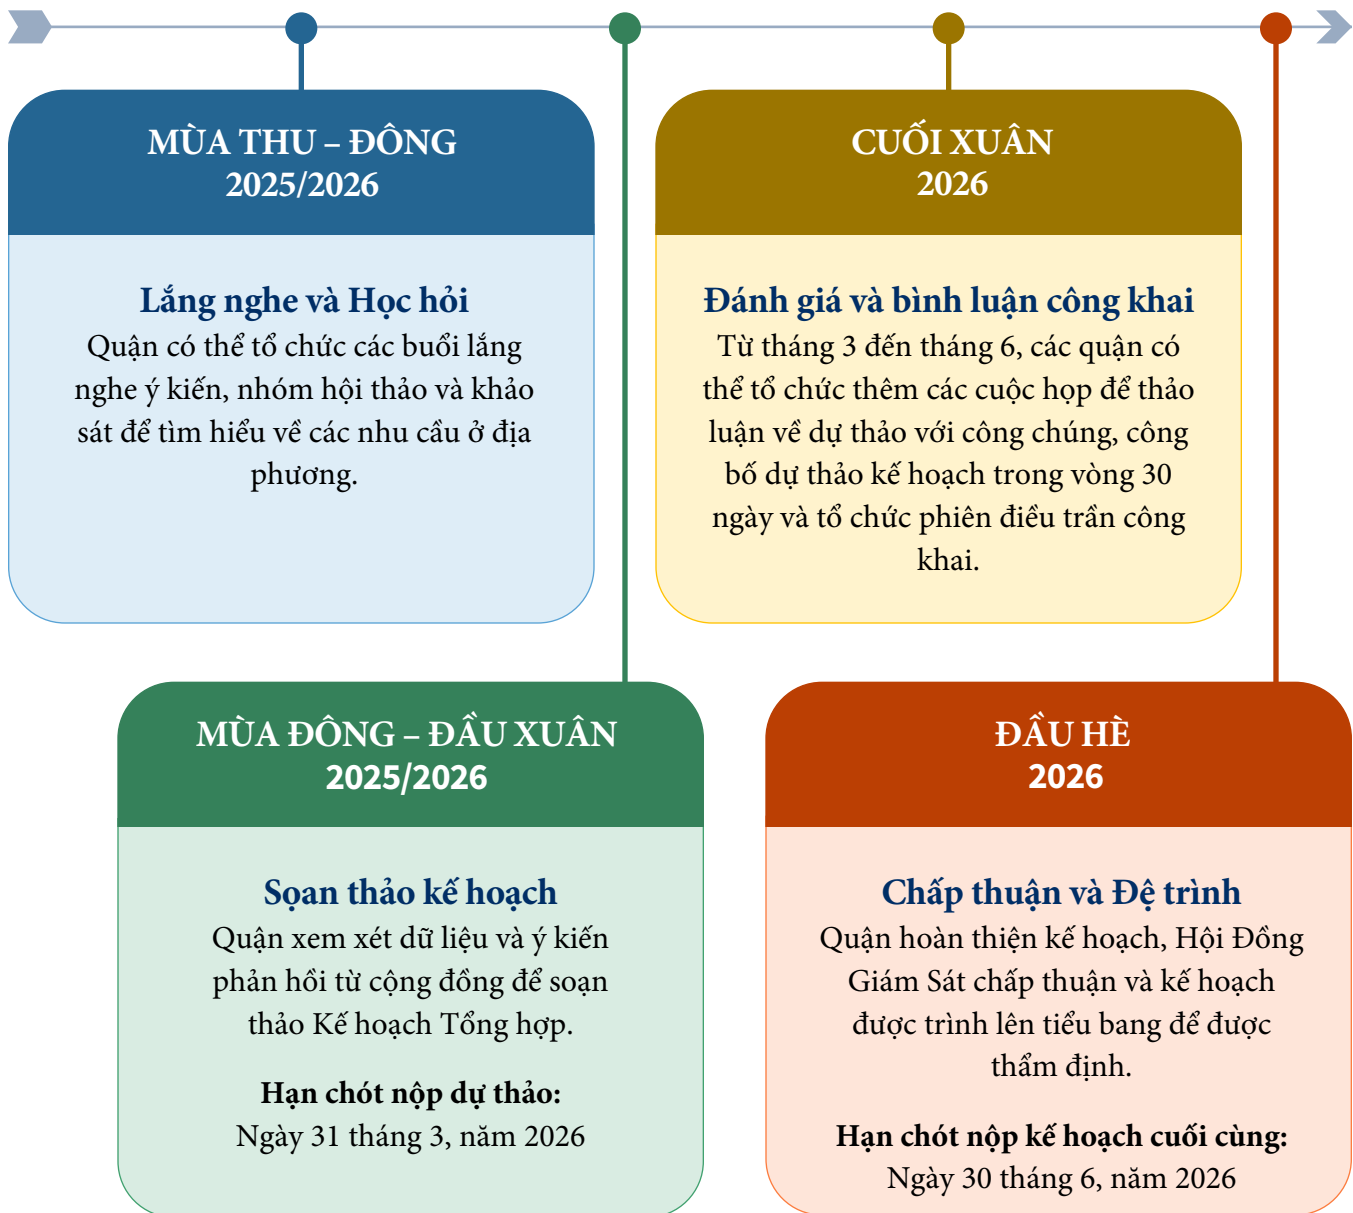 MÙA THU – ĐÔNG
2025/2026
Lắng nghe và Học hỏi
Quận có thể tổ chức các buổi lắng
nghe ý kiến, nhóm hội thảo và khảo
sát để tìm hiểu về các nhu cầu ở địa
phương.
MÙA ĐÔNG – ĐẦU XUÂN
2025/2026
Sọan thảo kế hoạch
Quận xem xét dữ liệu và ý kiến
phản hồi từ cộng đồng để soạn
thảo Kế hoạch Tổng hợp.
Hạn chót nộp dự thảo:
Ngày 31 tháng 3, năm 2026
CUỐI XUÂN
2026
Đánh giá và bình luận công khai
Từ tháng 3 đến tháng 6, các quận có
thể tổ chức thêm các cuộc họp để thảo
luận về dự thảo với công chúng, công
bố dự thảo kế hoạch trong vòng 30
ngày và tổ chức phiên điều trần công
khai.
ĐẦU HÈ
2026
Chấp thuận và Đệ trình
Quận hoàn thiện kế hoạch, Hội Đồng
Giám Sát chấp thuận và kế hoạch
được trình lên tiểu bang để được
thẩm định.
Hạn chót nộp kế hoạch cuối cùng:
Ngày 30 tháng 6, năm 2026